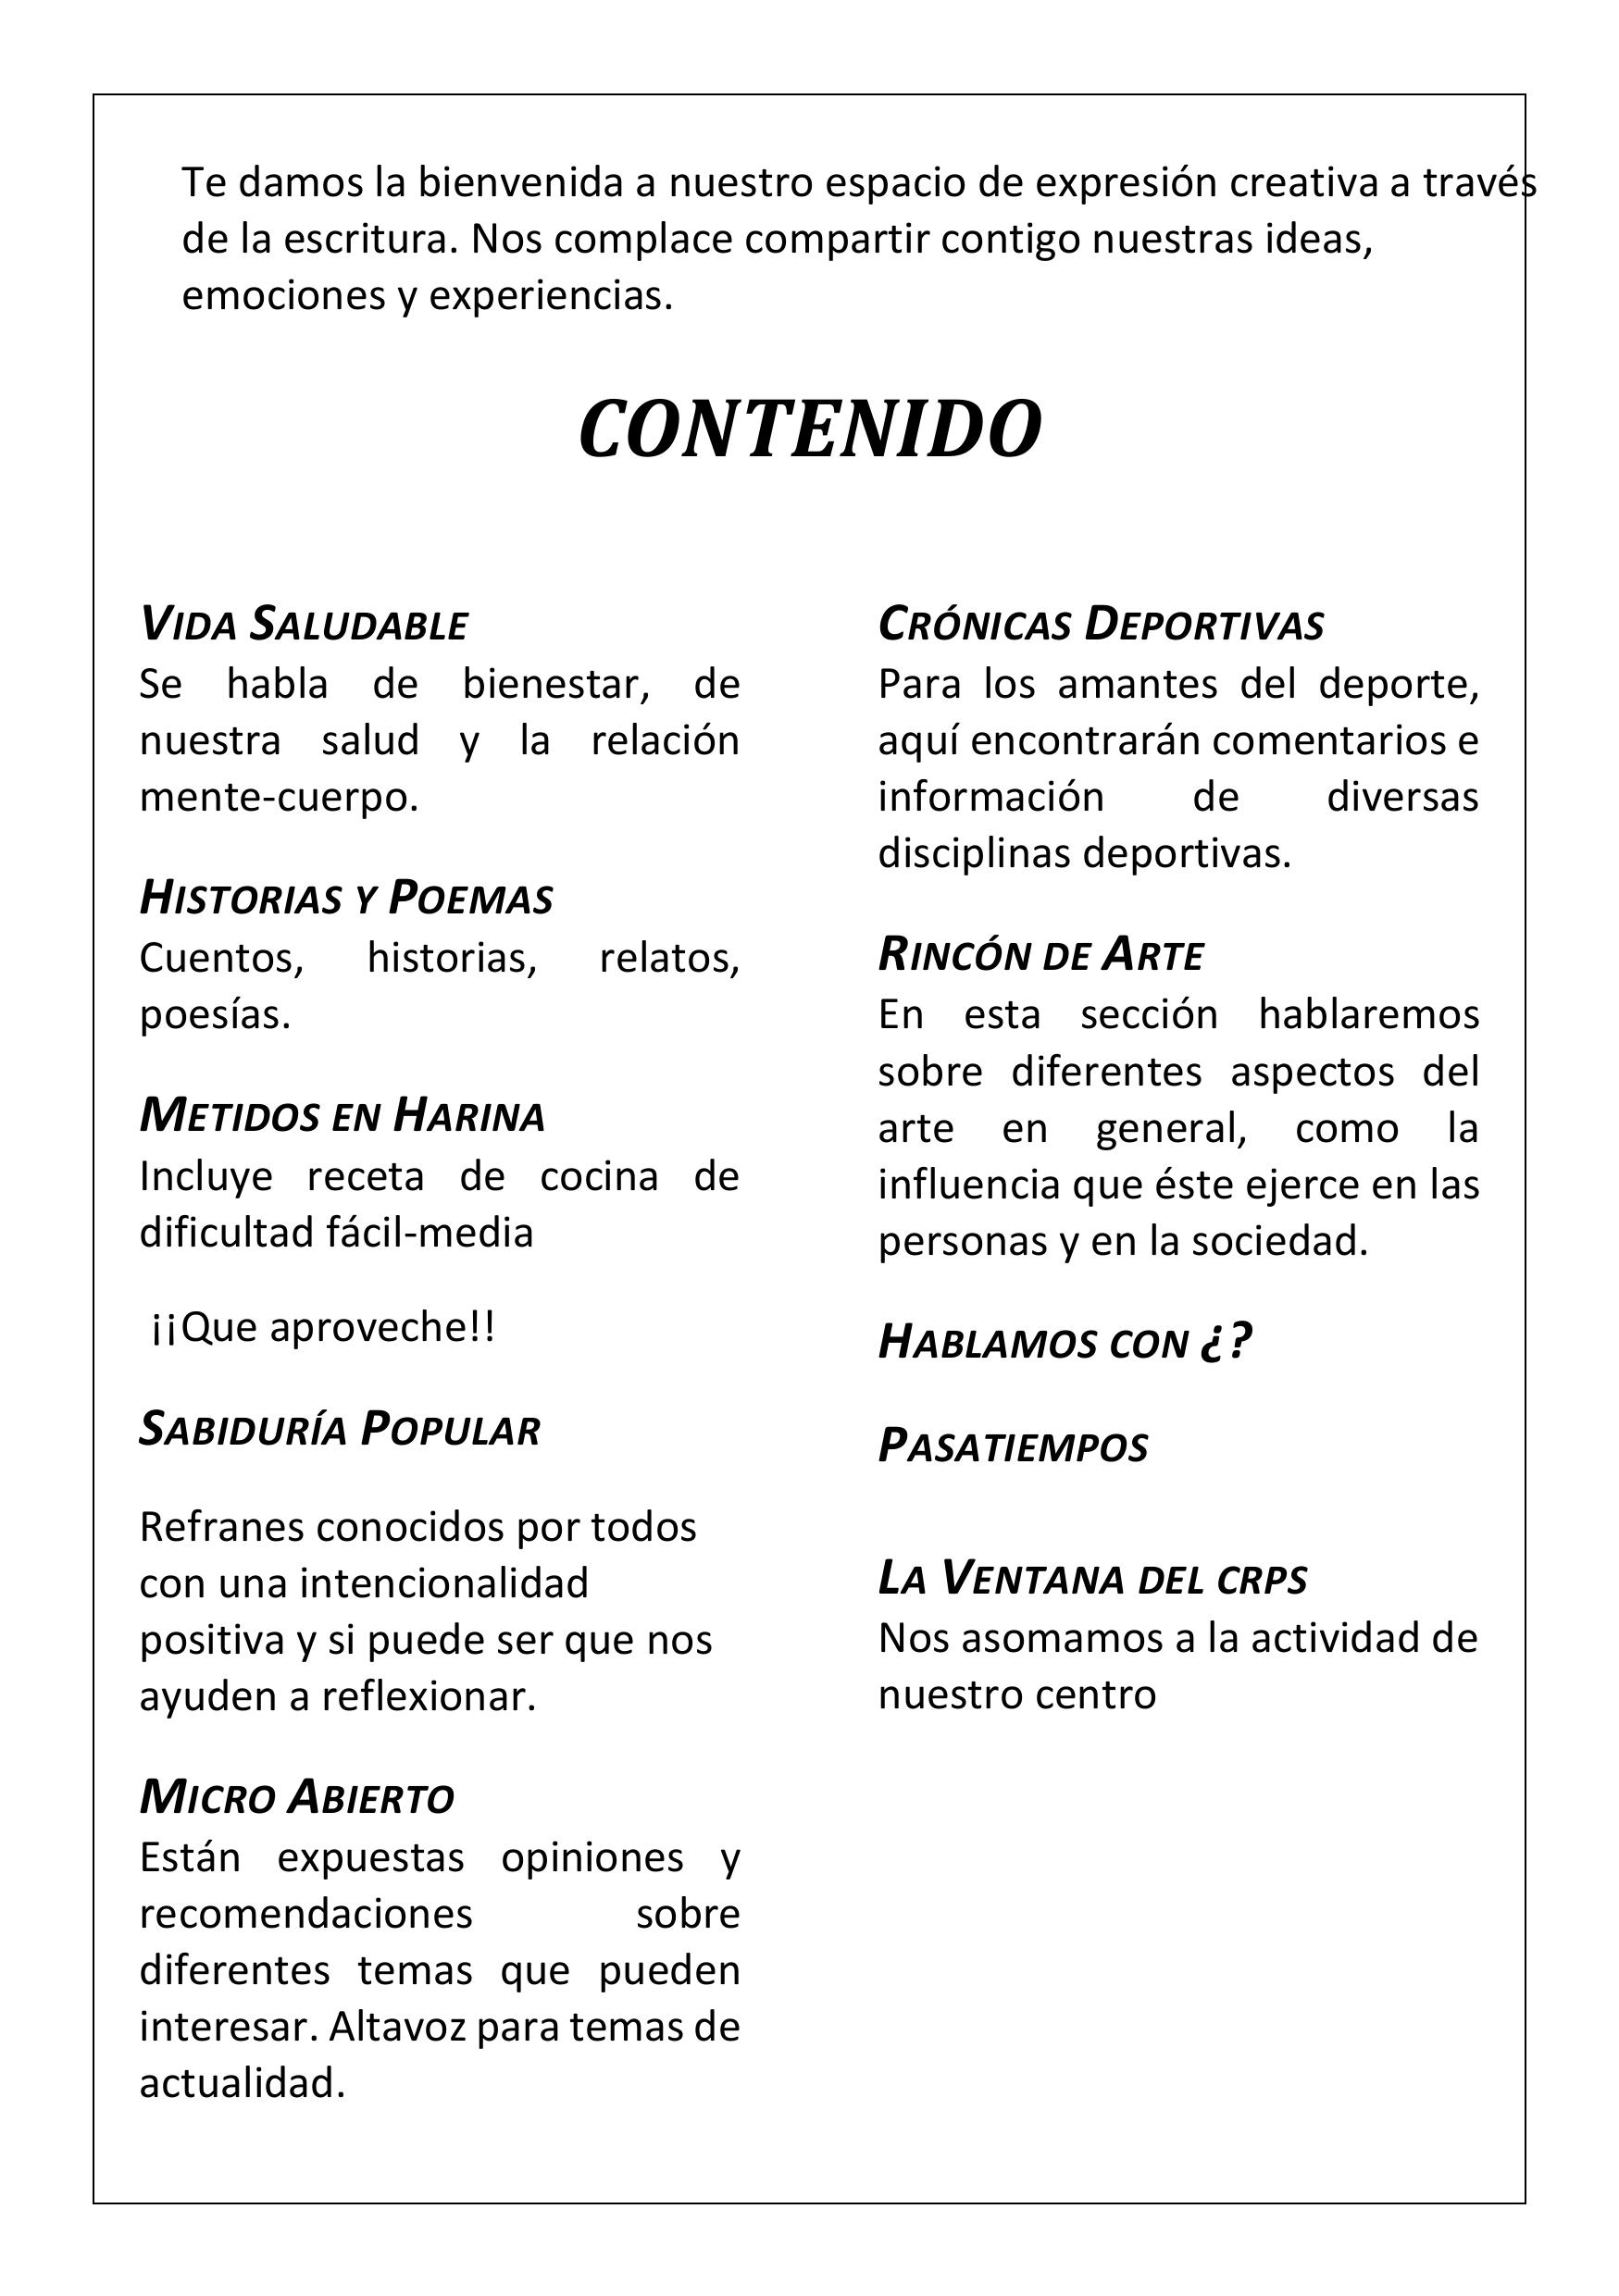 Te damos la bienvenida a nuestro espacio de expresión creativa a través
de la escritura. Nos complace compartir contigo nuestras ideas,
emociones y experiencias.
CONTENIDO
VIDA SALUDABLE
Se habla de bienestar, de
nuestra salud y la relación
mente-cuerpo.
HISTORIAS Y POEMAS
Cuentos, historias, relatos,
poesías.
METIDOS EN HARINA
Incluye receta de cocina de
dificultad fácil-media
¡¡Que aproveche!!
SABIDURÍA POPULAR
Refranes conocidos por todos
con una intencionalidad
positiva y si puede ser que nos
ayuden a reflexionar.
MICRO ABIERTO
Están expuestas opiniones y
recomendaciones sobre
diferentes temas que pueden
interesar. Altavoz para temas de
actualidad.
CRÓNICAS DEPORTIVAS
Para los amantes del deporte,
aquí encontrarán comentarios e
información de diversas
disciplinas deportivas.
RINCÓN DE ARTE
En esta sección hablaremos
sobre diferentes aspectos del
arte en general, como la
influencia que éste ejerce en las
personas y en la sociedad.
HABLAMOS CON ¿?
PASATIEMPOS
LA VENTANA DEL CRPS
Nos asomamos a la actividad de
nuestro centro